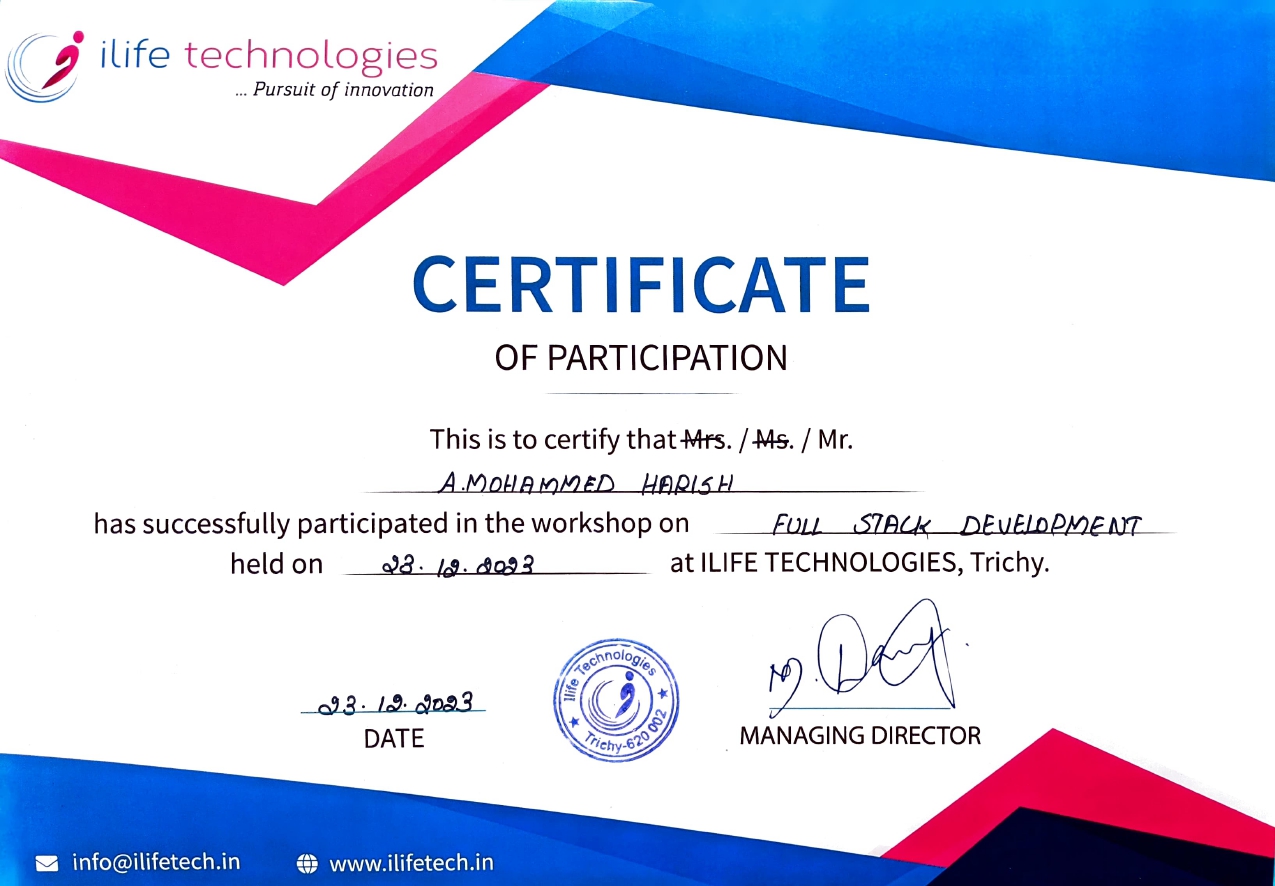 ilife technologies
... Pursuit of innovation
CERTIFICATE
OF PARTICIPATION
This is to certify that Mrs. / Ms. / Mr.
A.MOHAMMED HARISH
has successfully participated in the workshop on FULL STACK DEVELOPMENT
held on 23.12.2023 at ILIFE TECHNOLOGIES, Trichy.
Ilife Technologies
Trichy-620 002
23.12.2023
DATE
MANAGING DIRECTOR
info@ilifetech.in www.ilifetech.in